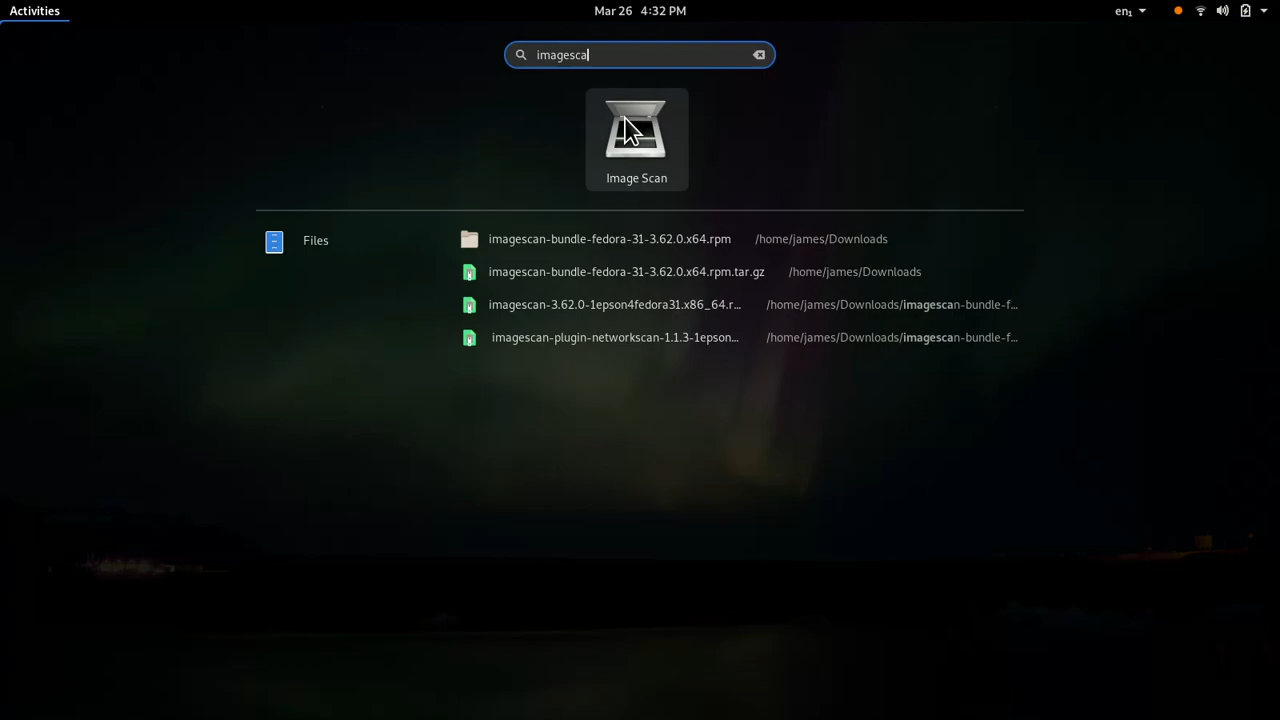 Activities
Mar 26 4:32 PM
en₁
imagesca
Image Scan
Files
imagescan-bundle-fedora-31-3.62.0.x64.rpm /home/james/Downloads
imagescan-bundle-fedora-31-3.62.0.x64.rpm.tar.gz /home/james/Downloads
imagescan-3.62.0-1epson4fedora31.x86_64.r... /home/james/Downloads/imagescan-bundle-f...
imagescan-plugin-networkscan-1.1.3-1epson... /home/james/Downloads/imagescan-bundle-f...